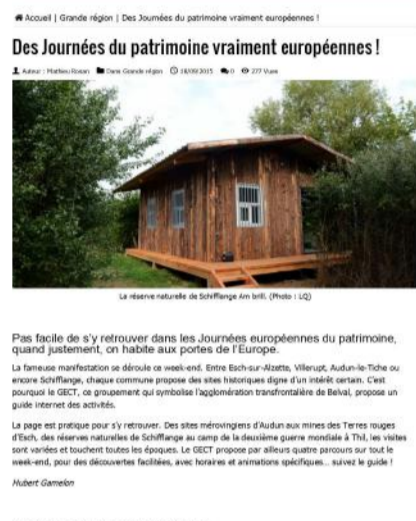 Accueil | Grande région | Des Journées du patrimoine vraiment européennes !
Des Journées du patrimoine vraiment européennes !
Auteur : Mathieu Rosan Dans Grande région 18/09/2015 0 277 Vues
La réserve naturelle de Schifflange Am brill. (Photo : LQ)
Pas facile de s'y retrouver dans les Journées européennes du patrimoine,
quand justement, on habite aux portes de l'Europe.
La fameuse manifestation se déroule ce week-end. Entre Esch-sur-Alzette, Villerupt, Audun-le-Tiche ou
encore Schifflange, chaque commune propose des sites historiques digne d'un intérêt certain. C'est
pourquoi le GECT, ce groupement qui symbolise l'agglomération transfrontalière de Belval, propose un
guide internet des activités.
La page est pratique pour s'y retrouver. Des sites mérovingiens d'Audun aux mines des Terres rouges
d'Esch, des réserves naturelles de Schifflange au camp de la deuxième guerre mondiale à Thil, les visites
sont variées et touchent toutes les époques. Le GECT propose par ailleurs quatre parcours sur tout le
week-end, pour des découvertes facilitées, avec horaires et animations spécifiques... suivez le guide !
Hubert Gamelon